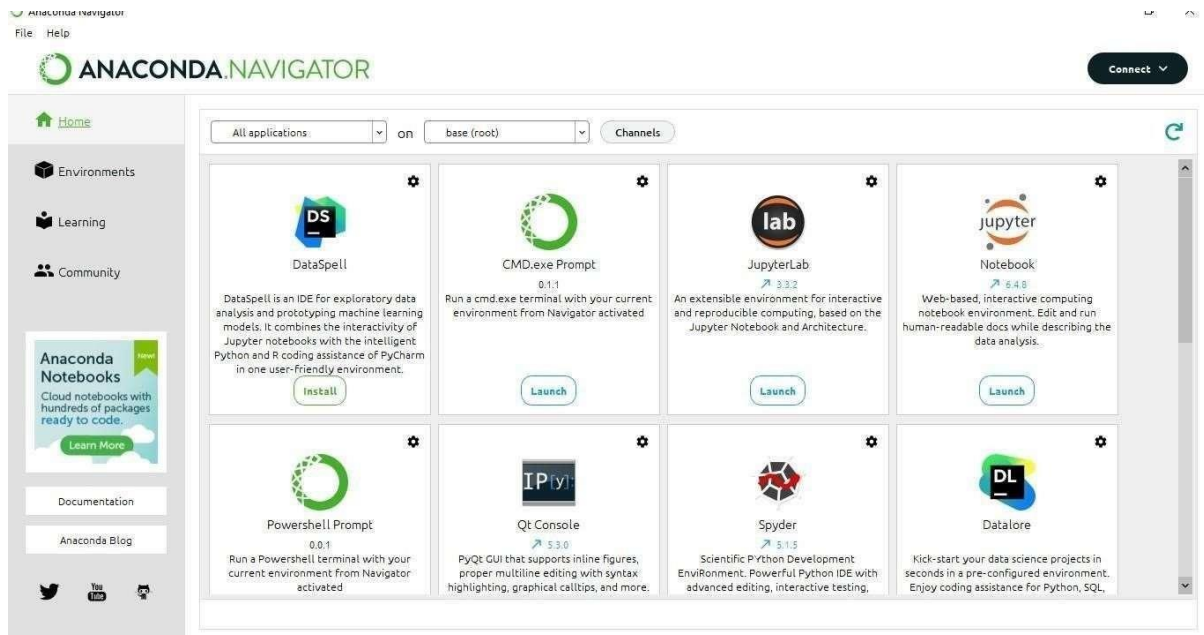 Anaconda Navigator
File Help
ANACONDA.NAVIGATOR
Connect
Home
Environments
Learning
Community
Anaconda Notebooks
New!
Cloud notebooks with
hundreds of packages
ready to code.
Learn More
Documentation
Anaconda Blog
You
Tube
All applications on base (root) Channels
DS
DataSpell
DataSpell is an IDE for exploratory data
analysis and prototyping machine learning
models. It combines the interactivity of
Jupyter notebooks with the intelligent
Python and R coding assistance of PyCharm
in one user-friendly environment.
Install
CMD.exe Prompt
0.1.1
Run a cmd.exe terminal with your current
environment from Navigator activated
Launch
lab
JupyterLab
3.3.2
An extensible environment for interactive
and reproducible computing, based on the
Jupyter Notebook and Architecture.
Launch
jupyter
Notebook
6.4.8
Web-based, interactive computing
notebook environment. Edit and run
human-readable docs while describing the
data analysis.
Launch
Powershell Prompt
0.0.1
Run a Powershell terminal with your
current environment from Navigator
activated
IP[y]:
Qt Console
5.3.0
PyQt GUI that supports inline figures,
proper multiline editing with syntax
highlighting, graphical calltips, and more.
Spyder
5.1.5
Scientific PYthon Development
EnviRonment. Powerful Python IDE with
advanced editing, interactive testing,
DL
Datalore
Kick-start your data science projects in
seconds in a pre-configured environment.
Enjoy coding assistance for Python, SQL,